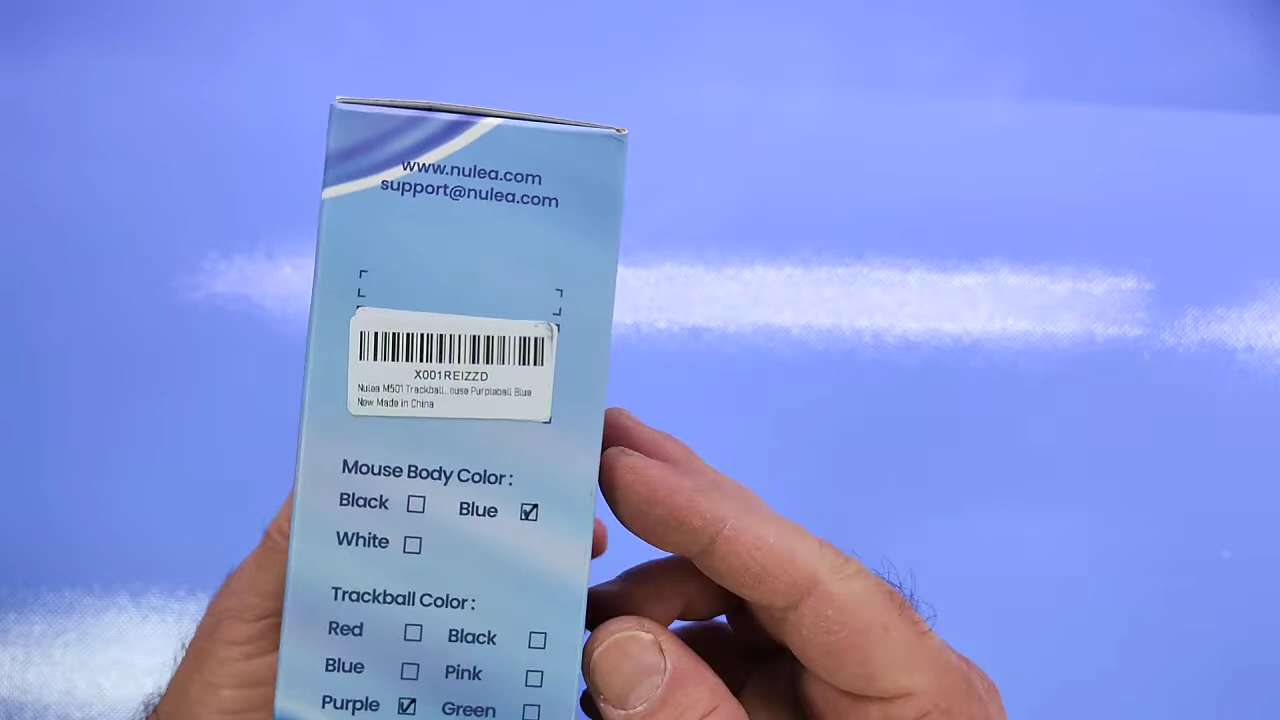 www.nulea.com
support@nulea.com
X001REIZZD
Nulea M501 Trackball...ouse Purpleball Blue
New Made in China
Mouse Body Color :
Black Blue
White
Trackball Color :
Red Black
Blue Pink
Purple Green